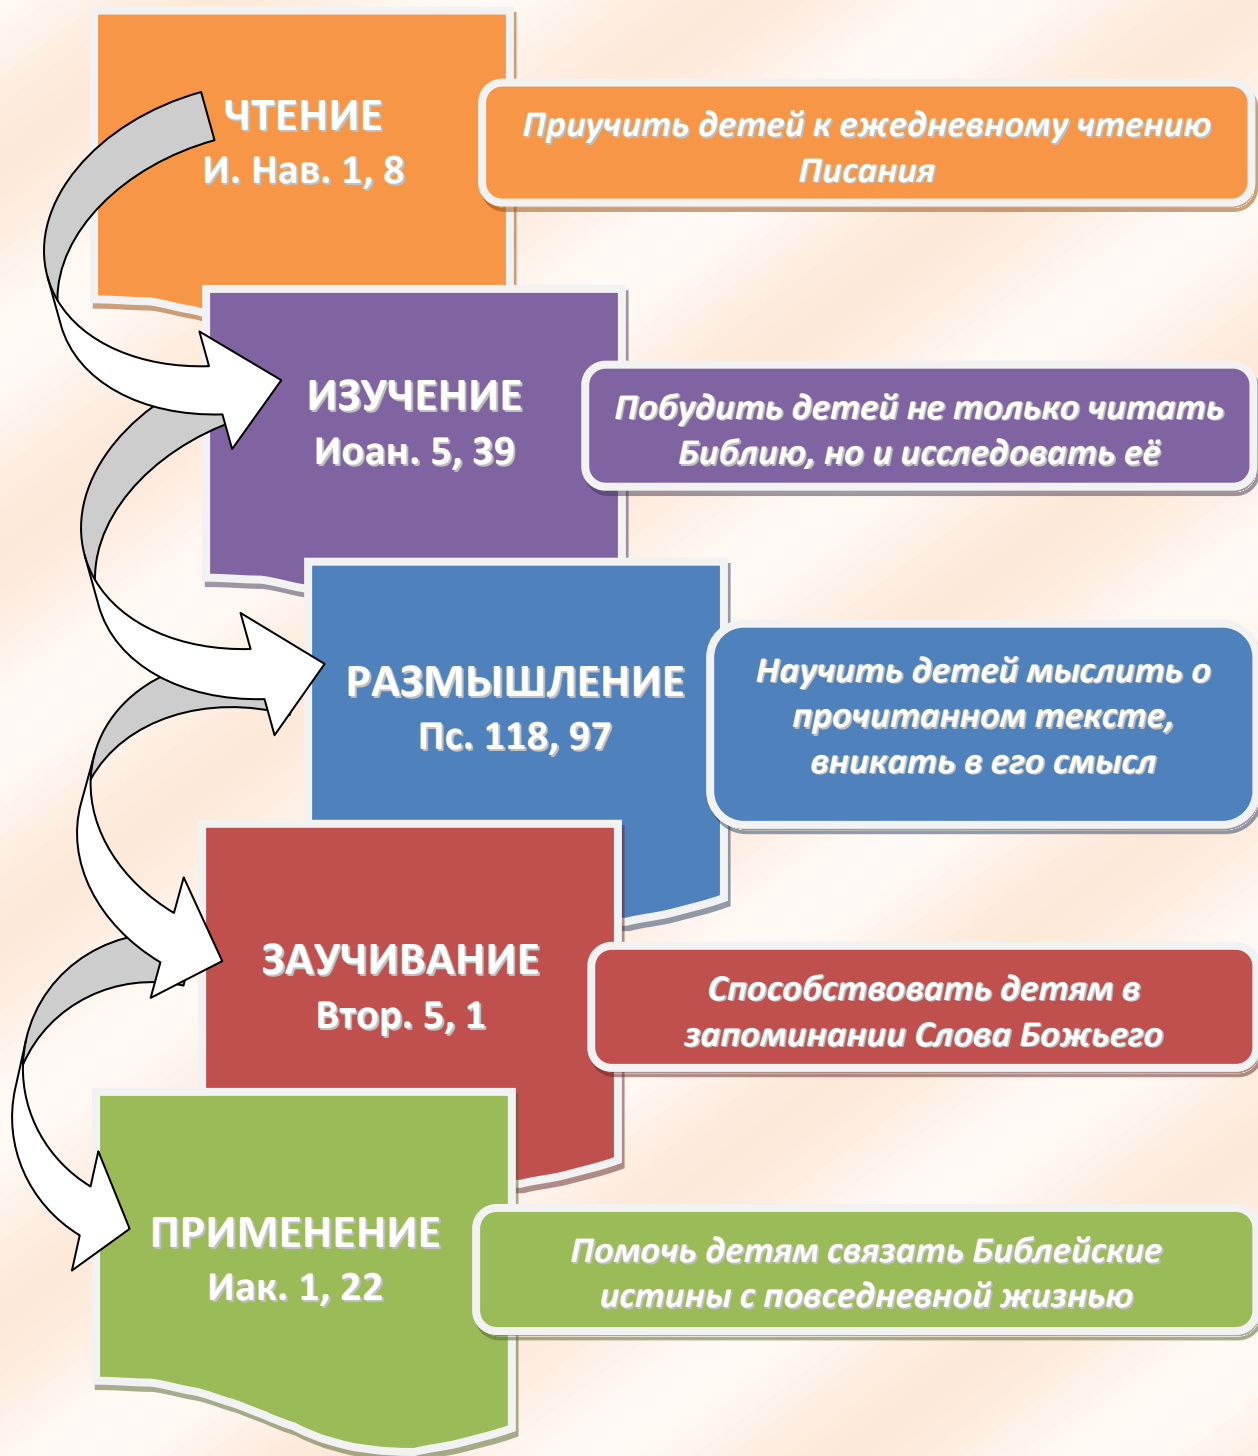 ЧТЕНИЕ
И. Нав. 1, 8
Приучить детей к ежедневному чтению
Писания
ИЗУЧЕНИЕ
Иоан. 5, 39
Побудить детей не только читать
Библию, но и исследовать её
РАЗМЫШЛЕНИЕ
Пс. 118, 97
Научить детей мыслить о
прочитанном тексте,
вникать в его смысл
ЗАУЧИВАНИЕ
Втор. 5, 1
Способствовать детям в
запоминании Слова Божьего
ПРИМЕНЕНИЕ
Иак. 1, 22
Помочь детям связать Библейские
истины с повседневной жизнью